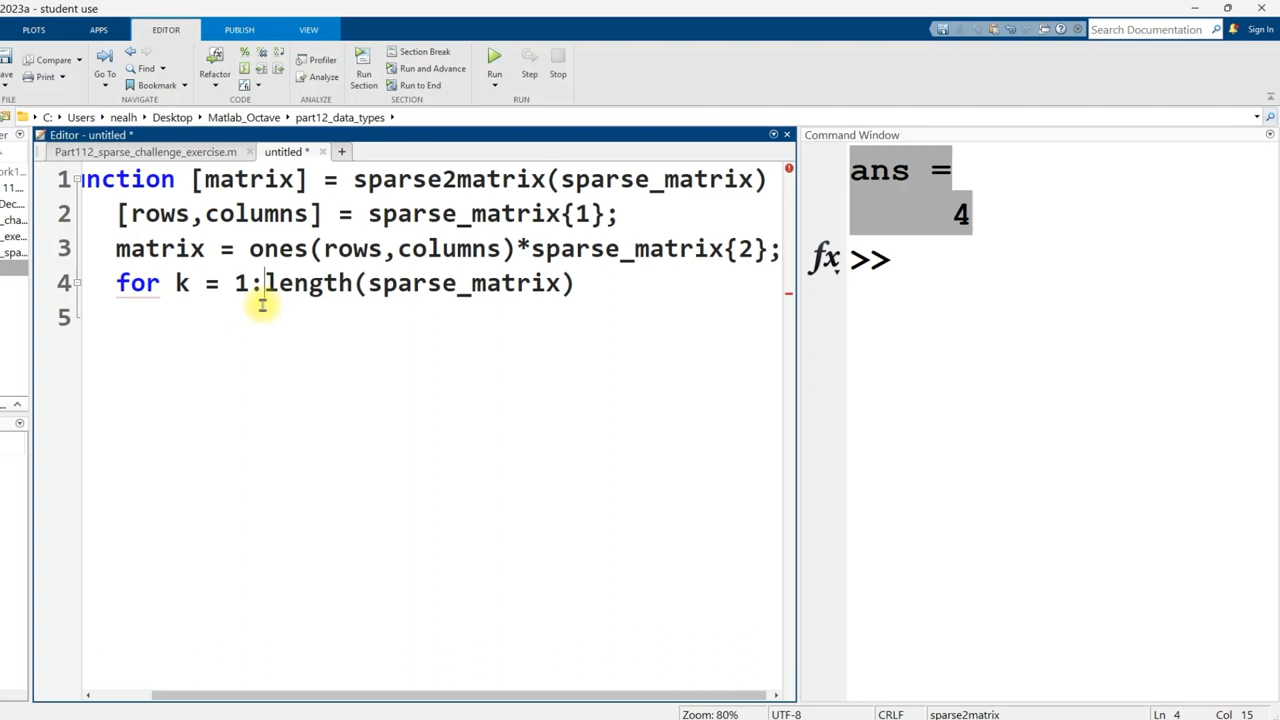 2023a - student use
PLOTS APPS EDITOR PUBLISH VIEW
Search Documentation Sign In
Compare Go To Find Refactor Profiler Run Section Section Break Run Step Stop
Print Bookmark Analyze Run and Advance
Run to End
FILE NAVIGATE CODE ANALYZE SECTION RUN
C: Users nealh Desktop Matlab_Octave part12_data_types
Editor - untitled * Command Window
Part112_sparse_challenge_exercise.m untitled * +
1 unction [matrix] = sparse2matrix(sparse_matrix)
2 [rows,columns] = sparse_matrix{1};
3 matrix = ones(rows,columns)*sparse_matrix{2};
4 for k = 1:length(sparse_matrix)
5
ans =
4
fx >>
Zoom: 80% UTF-8 CRLF sparse2matrix Ln 4 Col 15